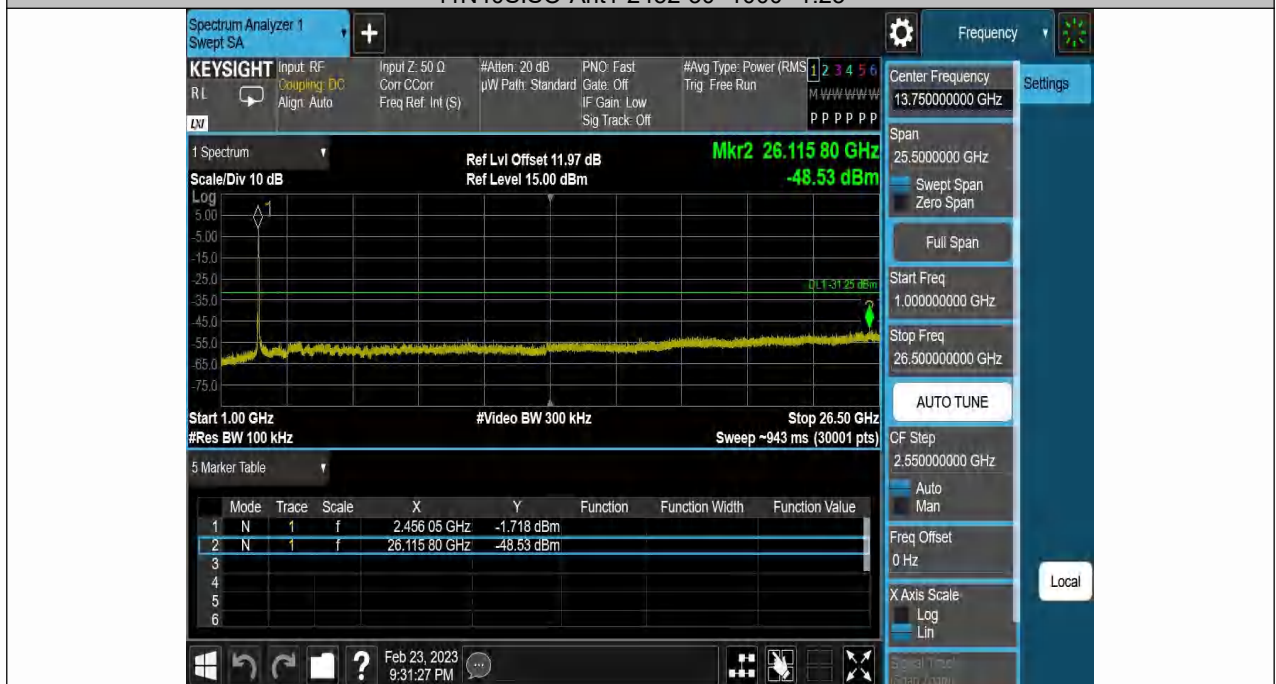 Spectrum Analyzer 1
Swept SA
+
Frequency
KEYSIGHT
RL
LXI
Input: RF
Coupling: DC
Align: Auto
Input Z: 50 Ω
Corr CCorr
Freq Ref: Int (S)
#Atten: 20 dB
µW Path: Standard
PNO: Fast
Gate: Off
IF Gain: Low
Sig Track: Off
#Avg Type: Power (RMS
Trig: Free Run
1 2 3 4 5 6
M W W W W W
P P P P P P
1 Spectrum
Scale/Div 10 dB
Ref Lvl Offset 11.97 dB
Ref Level 15.00 dBm
Mkr2 26.115 80 GHz
-48.53 dBm
Log
5.00
-5.00
-15.0
-25.0
-35.0
-45.0
-55.0
-65.0
-75.0
1
DL1 -31.25 dBm
2
Start 1.00 GHz
#Res BW 100 kHz
#Video BW 300 kHz
Stop 26.50 GHz
Sweep ~943 ms (30001 pts)
5 Marker Table
Mode Trace Scale X Y Function Function Width Function Value
1 N 1 f 2.456 05 GHz -1.718 dBm
2 N 1 f 26.115 80 GHz -48.53 dBm
3
4
5
6
Feb 23, 2023
9:31:27 PM
Center Frequency
13.750000000 GHz
Settings
Span
25.5000000 GHz
Swept Span
Zero Span
Full Span
Start Freq
1.000000000 GHz
Stop Freq
26.500000000 GHz
AUTO TUNE
CF Step
2.550000000 GHz
Auto
Man
Freq Offset
0 Hz
X Axis Scale
Log
Lin
Local